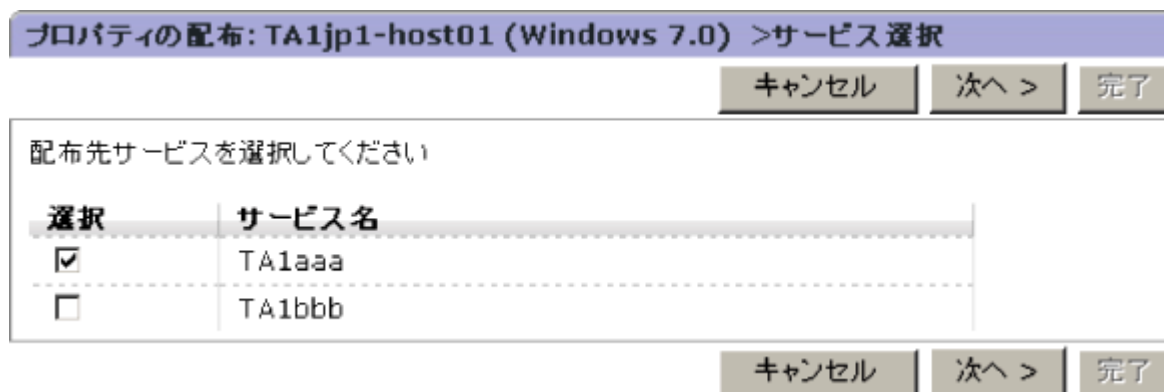 プロパティの配布: TA1jp1-host01 (Windows 7.0) >サービス選択
キャンセル 次へ > 完了
配布先サービスを選択してください
選択 サービス名
TA1aaa
TA1bbb
キャンセル 次へ > 完了